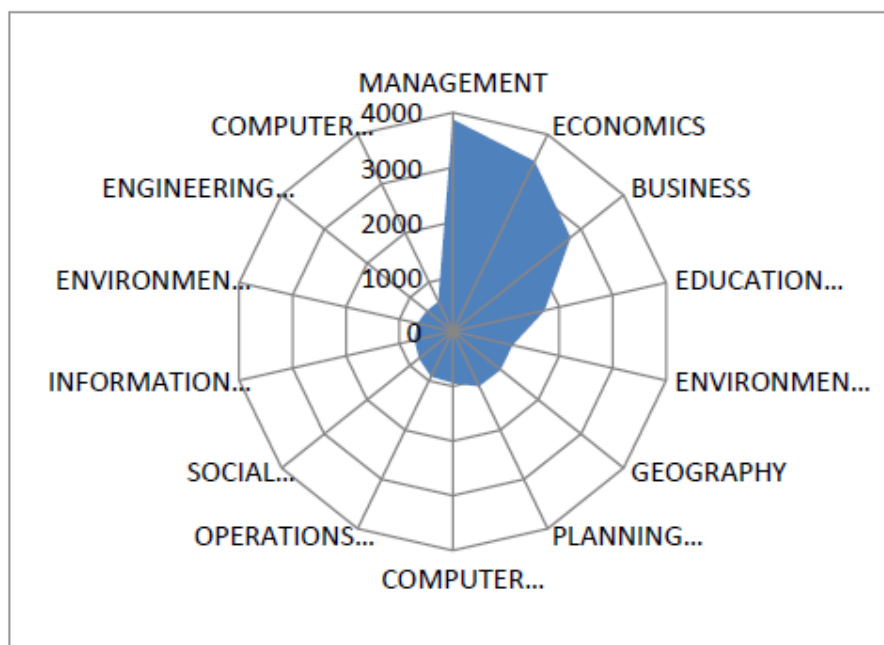 MANAGEMENT
4000
COMPUTER...
ECONOMICS
3000
ENGINEERING...
BUSINESS
2000
ENVIRONMEN...
1000
EDUCATION...
0
INFORMATION...
ENVIRONMEN...
SOCIAL...
GEOGRAPHY
OPERATIONS...
PLANNING...
COMPUTER...